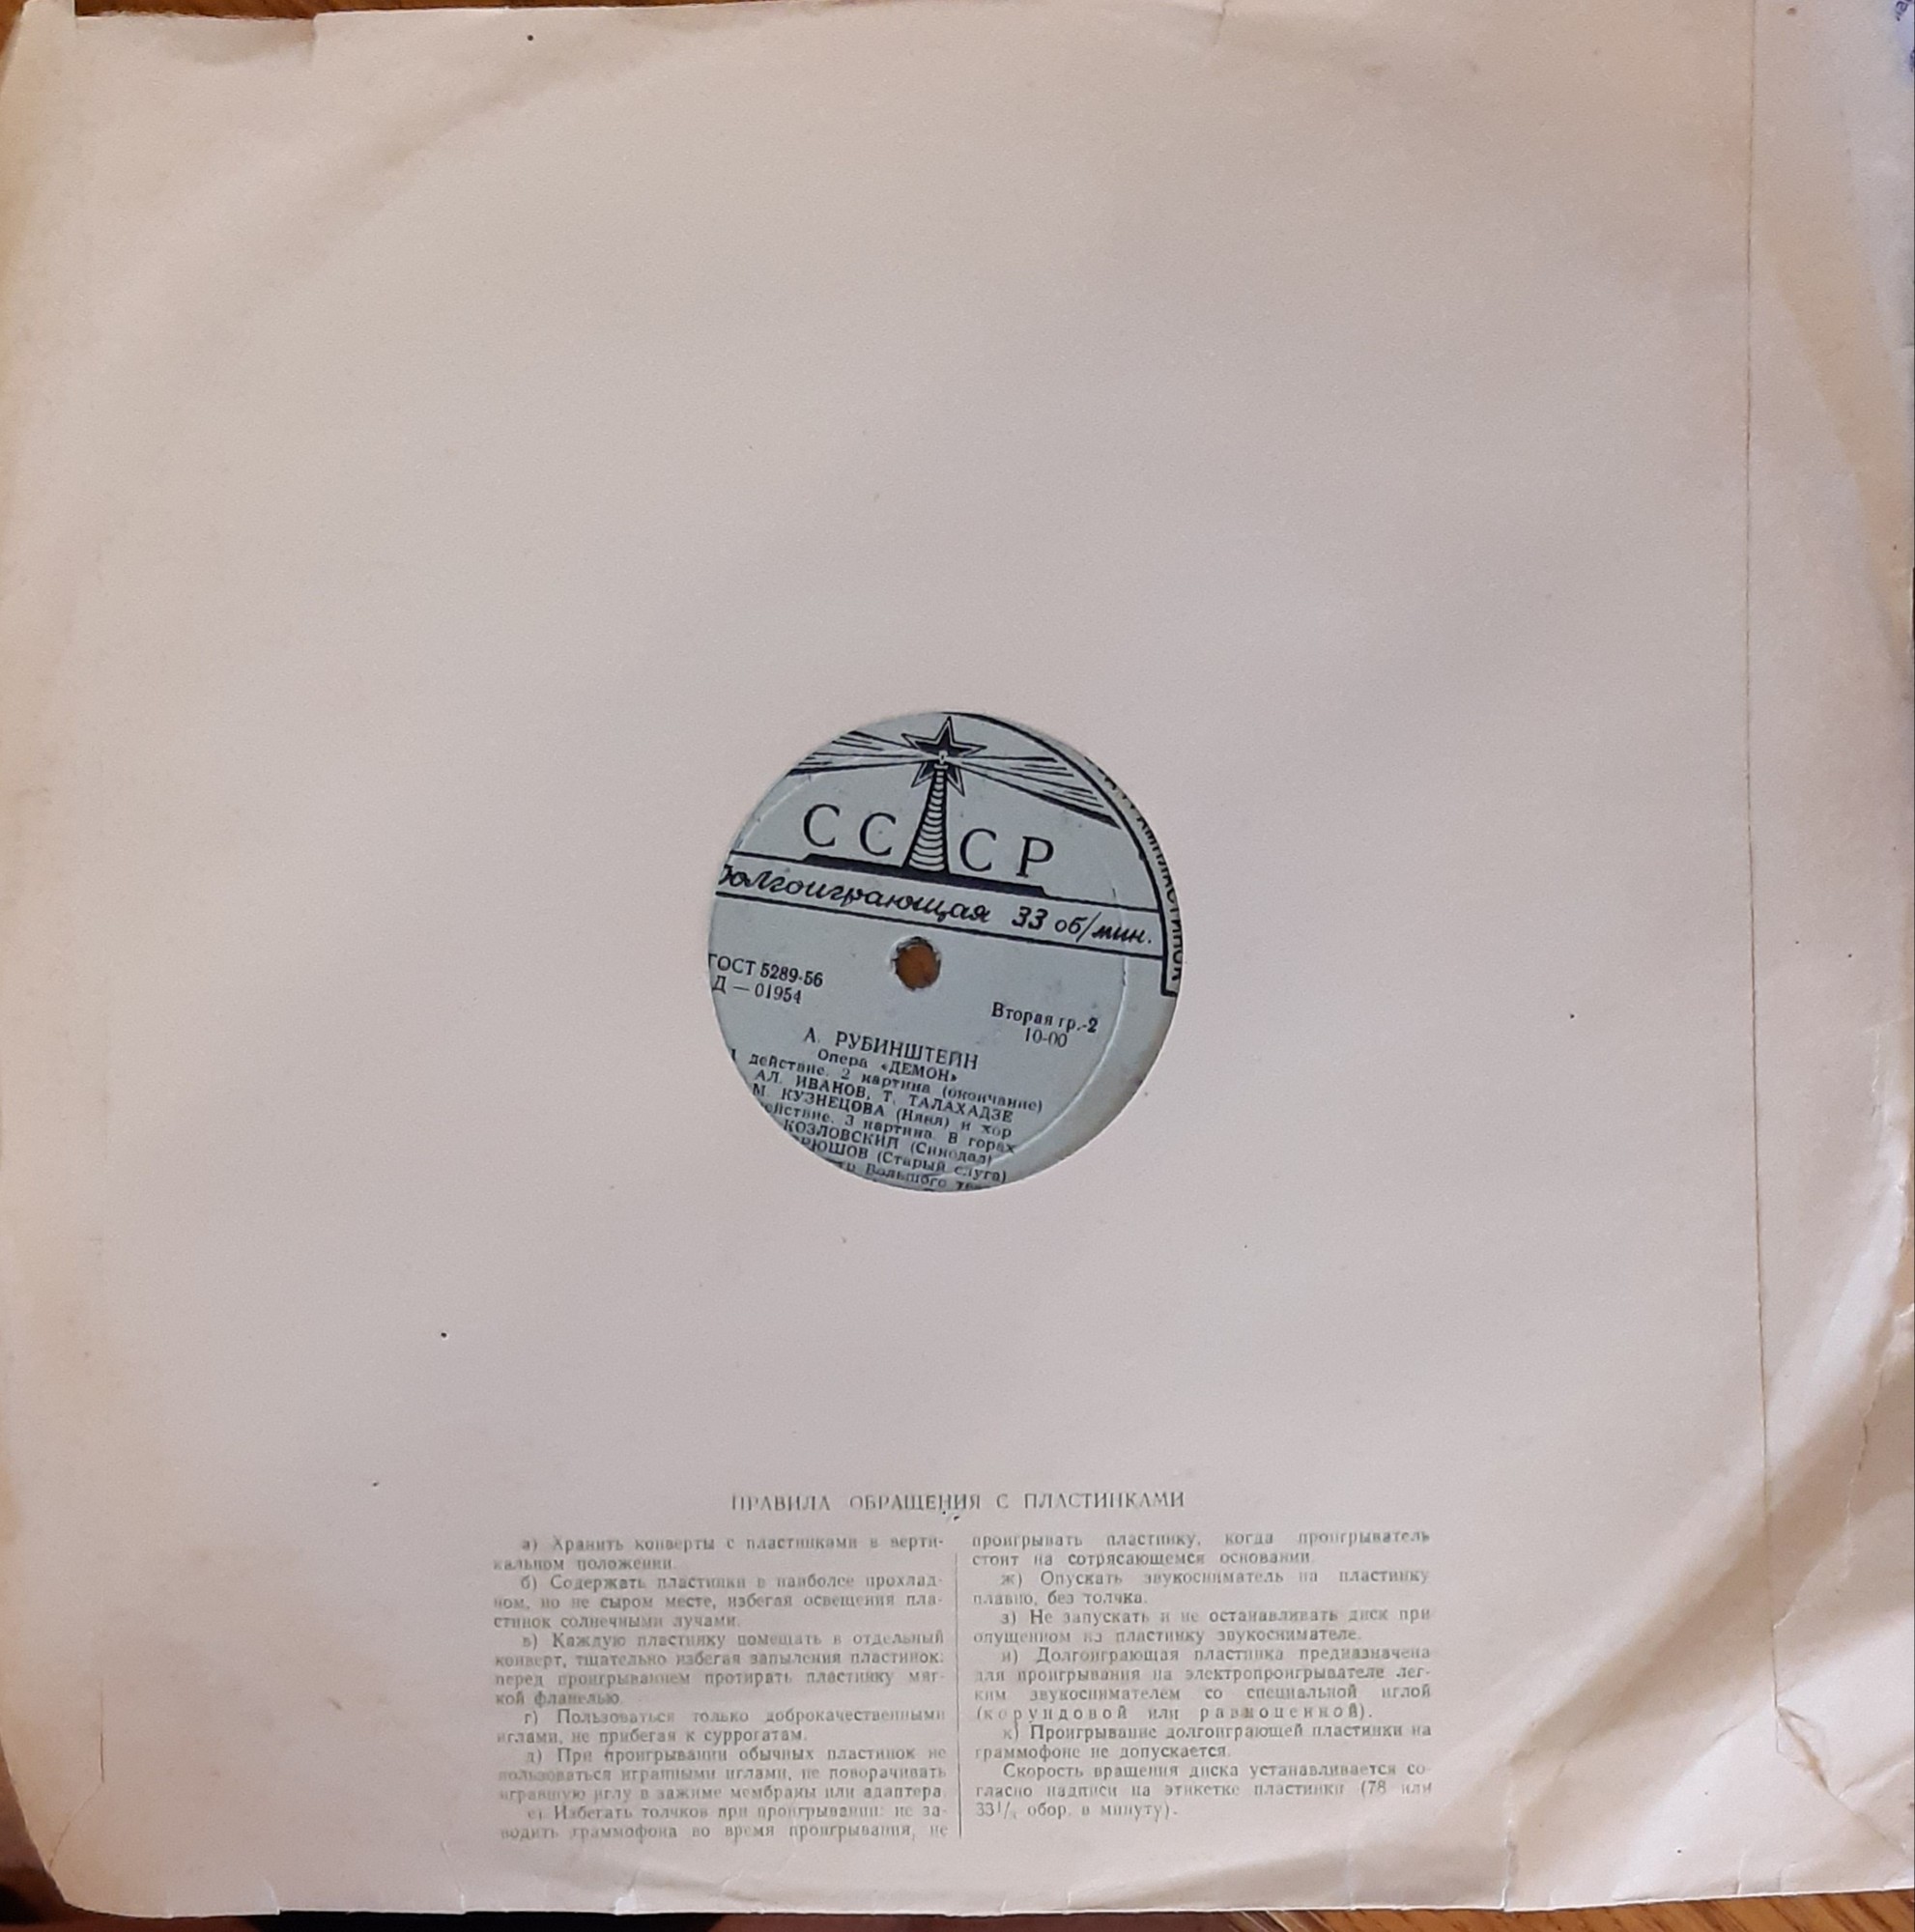 СССР
Долгоиграющая 33 об/мин.
ГОСТ 5289-56
Д — 01954
Вторая гр.-2
10-00
А. РУБИНШТЕЙН
Опера «ДЕМОН»
действие. 2 картина (окончание)
АЛ. ИВАНОВ, Т. ТАЛАХАДЗЕ
М. КУЗНЕЦОВА (Няня) и хор
3 картина. В горах
КОЗЛОВСКИЙ (Синодал)
(Старый слуга)
Большого
ПРАВИЛА ОБРАЩЕНИЯ С ПЛАСТИНКАМИ
а) Хранить конверты с пластинками в верти-
кальном положении.
б) Содержать пластинки в наиболее прохлад-
ном, но не сыром месте, избегая освещения пла-
стинок солнечными лучами.
в) Каждую пластинку помещать в отдельный
конверт, тщательно избегая запыления пластинок;
перед проигрыванием протирать пластинку мяг-
кой фланелью.
г) Пользоваться только доброкачественными
иглами, не прибегая к суррогатам.
д) При проигрывании обычных пластинок не
пользоваться игранными иглами, не поворачивать
игравшую иглу в зажиме мембраны или адаптера.
е) Избегать толчков при проигрывании: не за-
водить граммофона во время проигрывания, не
проигрывать пластинку, когда проигрыватель
стоит на сотрясающемся основании.
ж) Опускать звукосниматель на пластинку
плавно, без толчка.
з) Не запускать и не останавливать диск при
опущенном на пластинку звукоснимателе.
и) Долгоиграющая пластинка предназначена
для проигрывания на электропроигрывателе лег-
ким звукоснимателем со специальной иглой
(корундовой или равноценной).
к) Проигрывание долгоиграющей пластинки на
граммофоне не допускается.
Скорость вращения диска устанавливается со-
гласно надписи на этикетке пластинки (78 или
33 1/3 обор. в минуту).